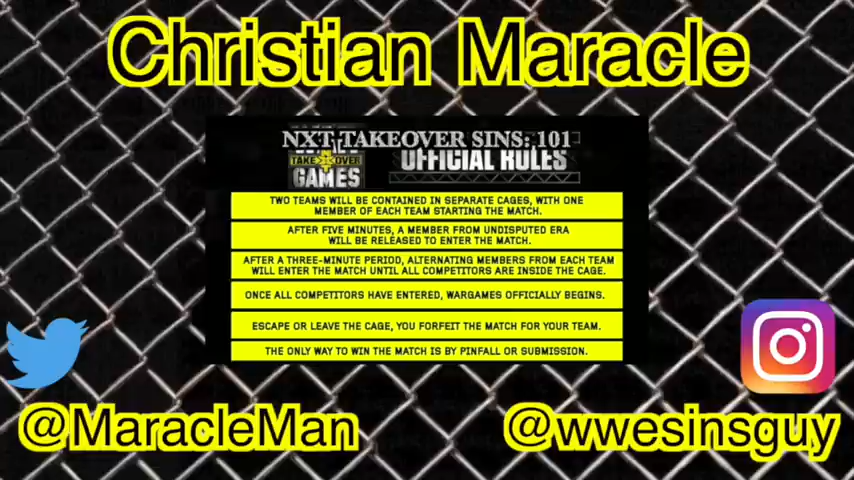 Christian Maracle
NXT TAKEOVER SINS: 101
TAKEOVER
OFFICIAL RULES
GAMES
TWO TEAMS WILL BE CONTAINED IN SEPARATE CAGES, WITH ONE
MEMBER OF EACH TEAM STARTING THE MATCH.
AFTER FIVE MINUTES, A MEMBER FROM UNDISPUTED ERA
WILL BE RELEASED TO ENTER THE MATCH.
AFTER A THREE-MINUTE PERIOD, ALTERNATING MEMBERS FROM EACH TEAM
WILL ENTER THE MATCH UNTIL ALL COMPETITORS ARE INSIDE THE CAGE.
ONCE ALL COMPETITORS HAVE ENTERED, WARGAMES OFFICIALLY BEGINS.
ESCAPE OR LEAVE THE CAGE, YOU FORFEIT THE MATCH FOR YOUR TEAM.
THE ONLY WAY TO WIN THE MATCH IS BY PINFALL OR SUBMISSION.
@MaracleMan
@wwesinsguy